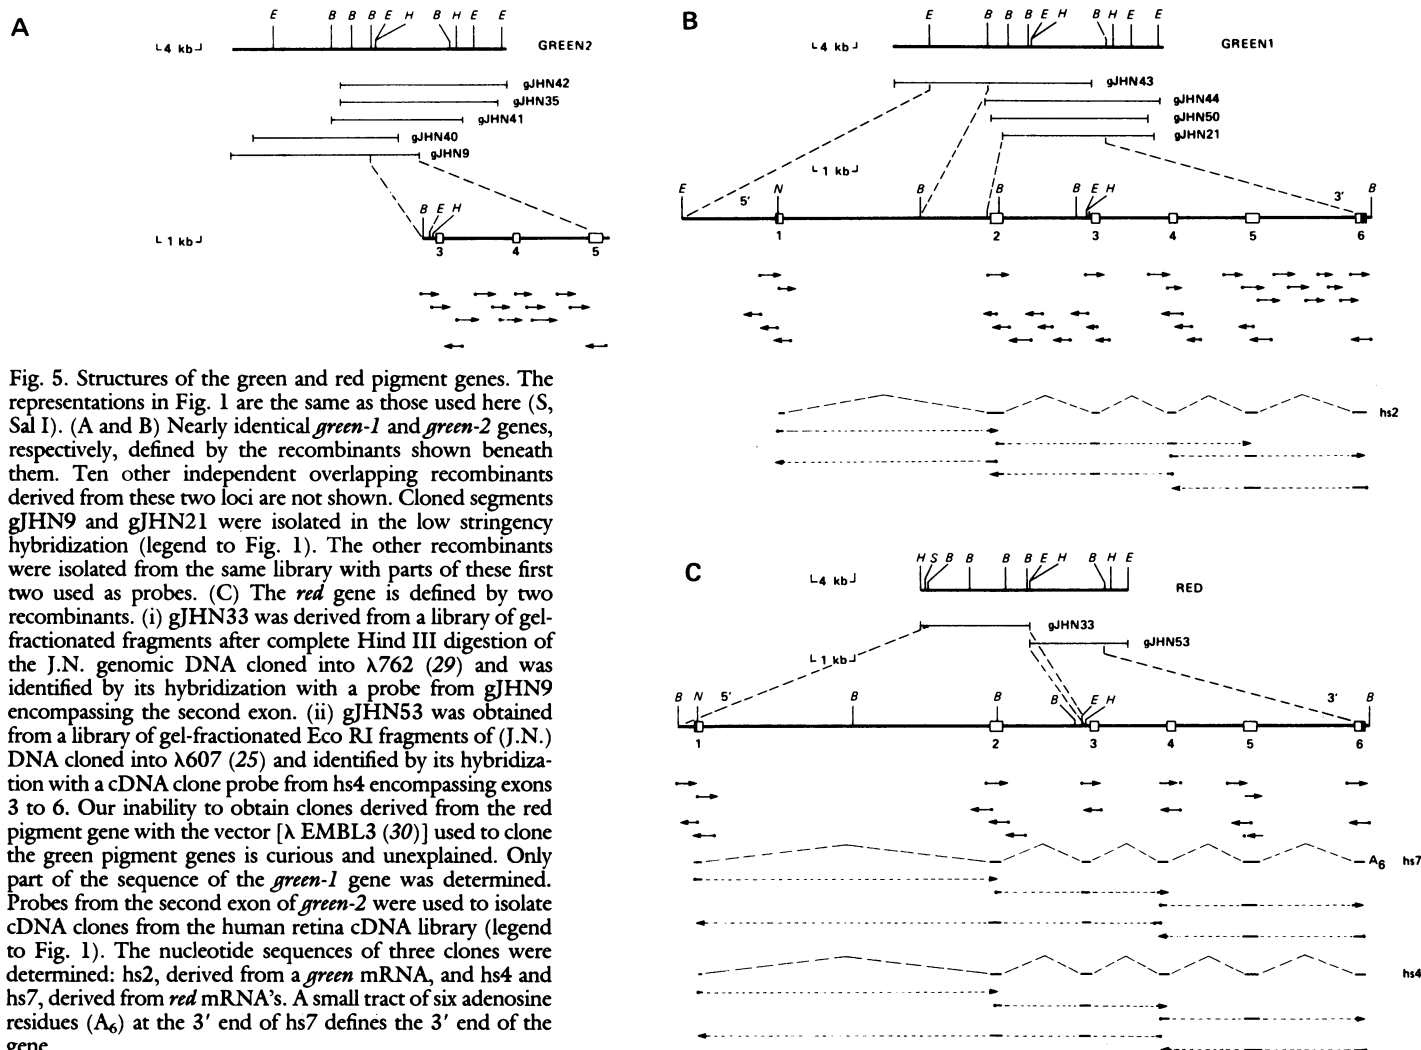 A
E B B B E H B H E E
└4 kb┘ GREEN2
gJHN42
gJHN35
gJHN41
gJHN40
gJHN9
B E H
└1 kb┘
3 4 5
B
E B B B E H B H E E
└4 kb┘ GREEN1
gJHN43
gJHN44
gJHN50
gJHN21
└1 kb┘
E 5' N B B B E H 3' B
1 2 3 4 5 6
hs2
C
H S B B B B E H B H E
└4 kb┘ RED
gJHN33
gJHN53
└1 kb┘
B N 5' B B B E H 3' B
1 2 3 4 5 6
A₆ hs7
hs4
Fig. 5. Structures of the green and red pigment genes. The
representations in Fig. 1 are the same as those used here (S,
Sal I). (A and B) Nearly identical green-1 and green-2 genes,
respectively, defined by the recombinants shown beneath
them. Ten other independent overlapping recombinants
derived from these two loci are not shown. Cloned segments
gJHN9 and gJHN21 were isolated in the low stringency
hybridization (legend to Fig. 1). The other recombinants
were isolated from the same library with parts of these first
two used as probes. (C) The red gene is defined by two
recombinants. (i) gJHN33 was derived from a library of gel-
fractionated fragments after complete Hind III digestion of
the J.N. genomic DNA cloned into λ762 (29) and was
identified by its hybridization with a probe from gJHN9
encompassing the second exon. (ii) gJHN53 was obtained
from a library of gel-fractionated Eco RI fragments of (J.N.)
DNA cloned into λ607 (25) and identified by its hybridiza-
tion with a cDNA clone probe from hs4 encompassing exons
3 to 6. Our inability to obtain clones derived from the red
pigment gene with the vector [λ EMBL3 (30)] used to clone
the green pigment genes is curious and unexplained. Only
part of the sequence of the green-1 gene was determined.
Probes from the second exon of green-2 were used to isolate
cDNA clones from the human retina cDNA library (legend
to Fig. 1). The nucleotide sequences of three clones were
determined: hs2, derived from a green mRNA, and hs4 and
hs7, derived from red mRNA's. A small tract of six adenosine
residues (A₆) at the 3' end of hs7 defines the 3' end of the
gene